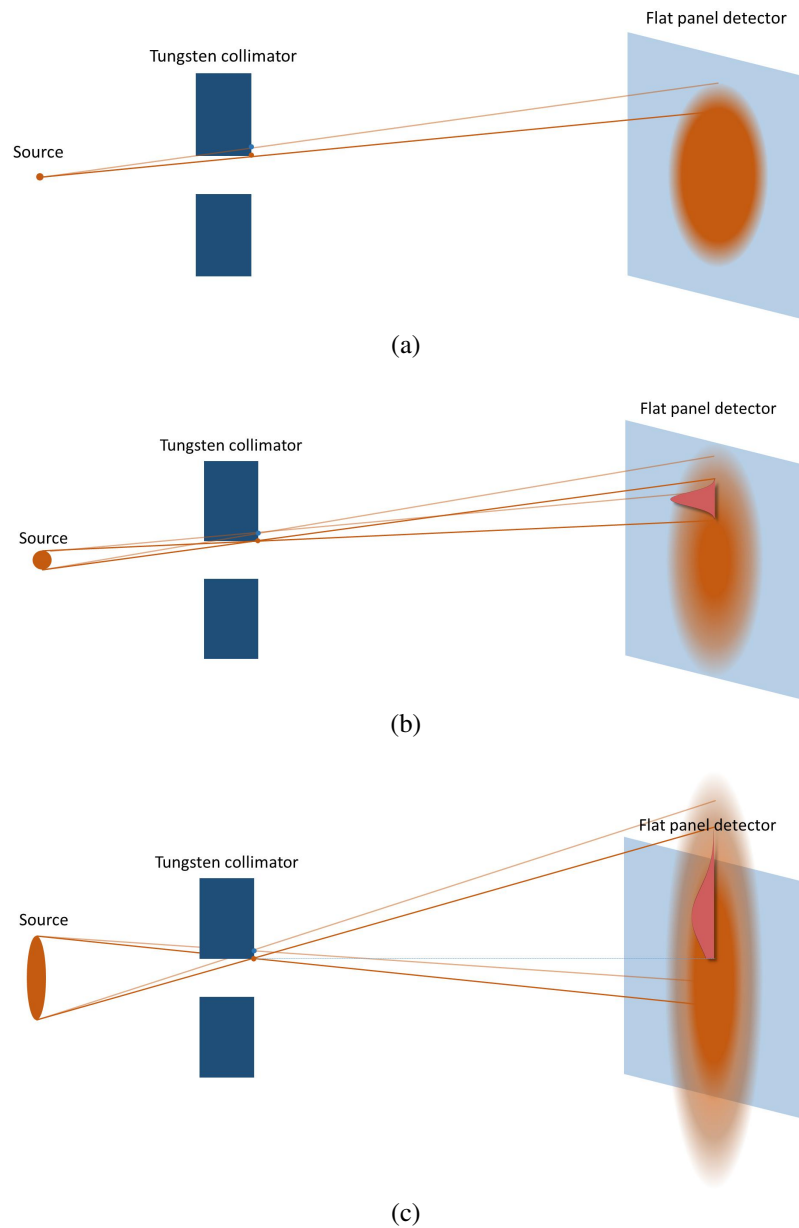 Flat panel detector
Tungsten collimator
Source
(a)
Flat panel detector
Tungsten collimator
Source
(b)
Flat panel detector
Tungsten collimator
Source
(c)